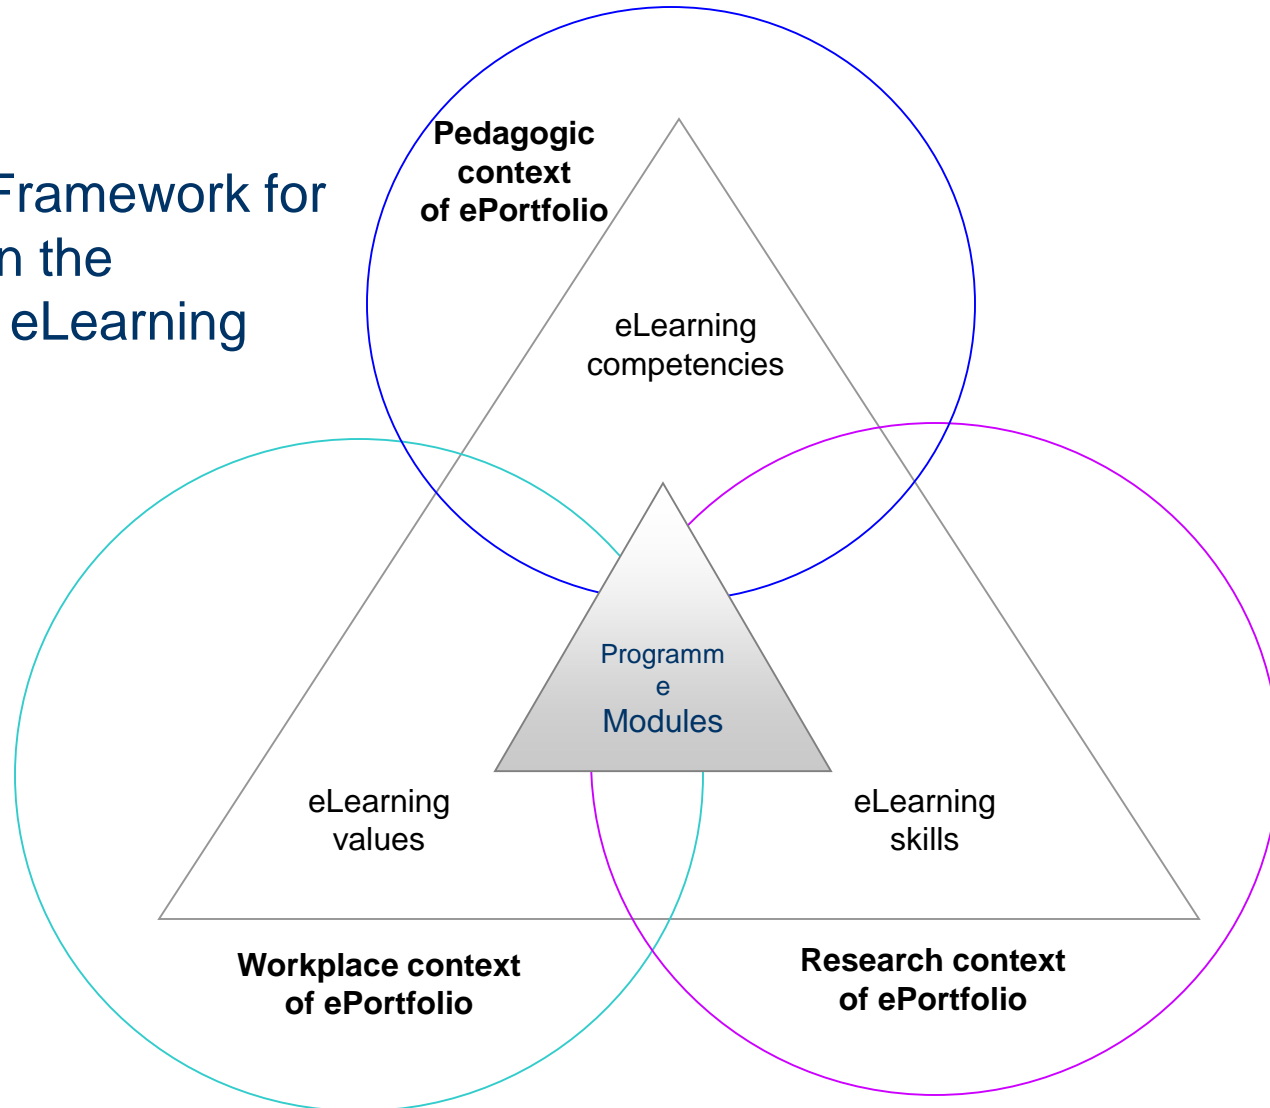 Framework for
n the
eLearning
Pedagogic
context
of ePortfolio
eLearning
competencies
Programm
e
Modules
eLearning
values
eLearning
skills
Workplace context
of ePortfolio
Research context
of ePortfolio